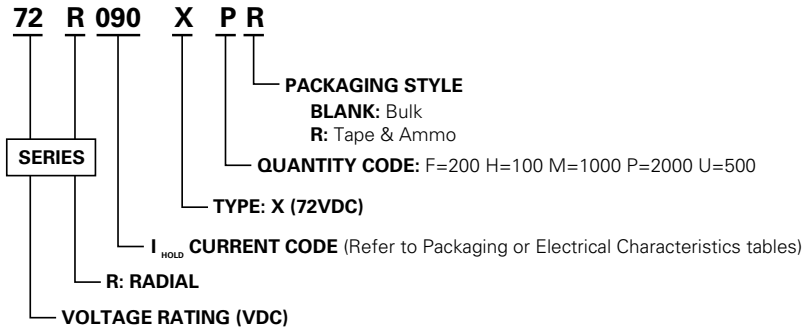 72 R 090 X P R
PACKAGING STYLE
BLANK: Bulk
R: Tape & Ammo
SERIES
QUANTITY CODE: F=200 H=100 M=1000 P=2000 U=500
TYPE: X (72VDC)
I HOLD CURRENT CODE (Refer to Packaging or Electrical Characteristics tables)
R: RADIAL
VOLTAGE RATING (VDC)